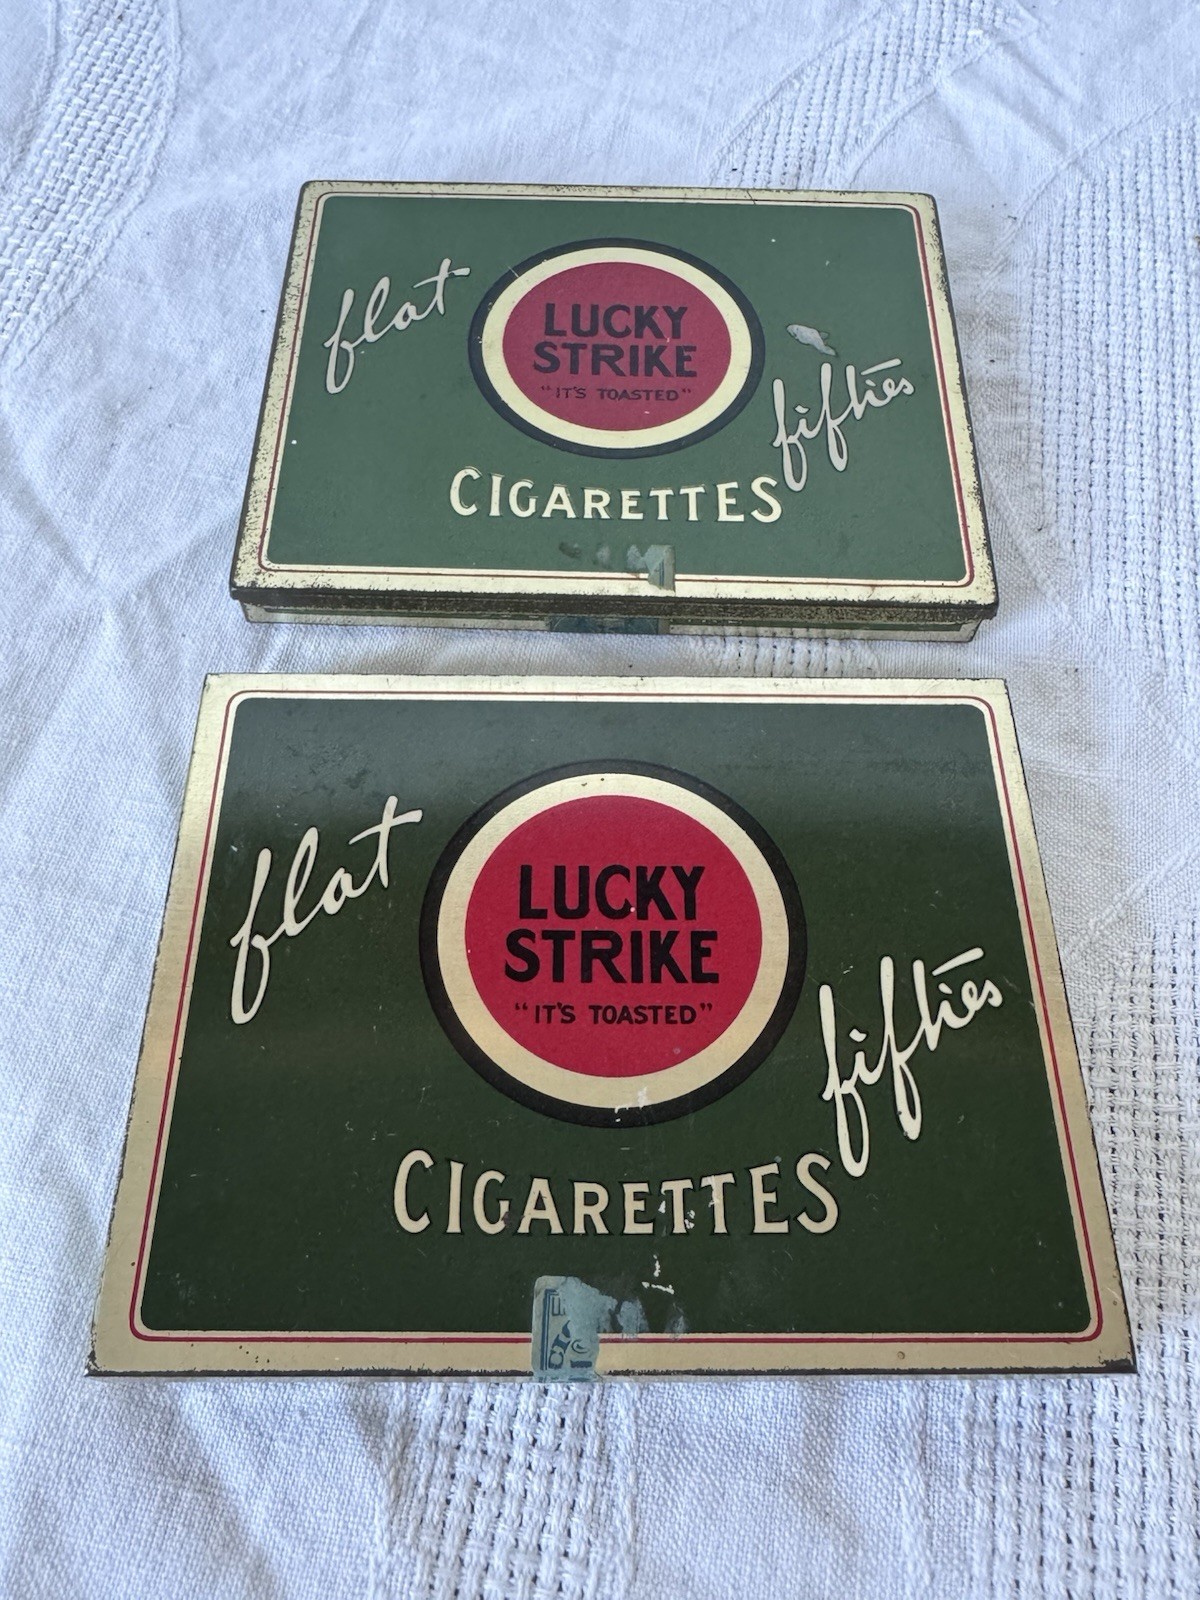 flat
LUCKY
STRIKE
"IT'S TOASTED"
fifties
CIGARETTES
flat
LUCKY
STRIKE
"IT'S TOASTED"
fifties
CIGARETTES